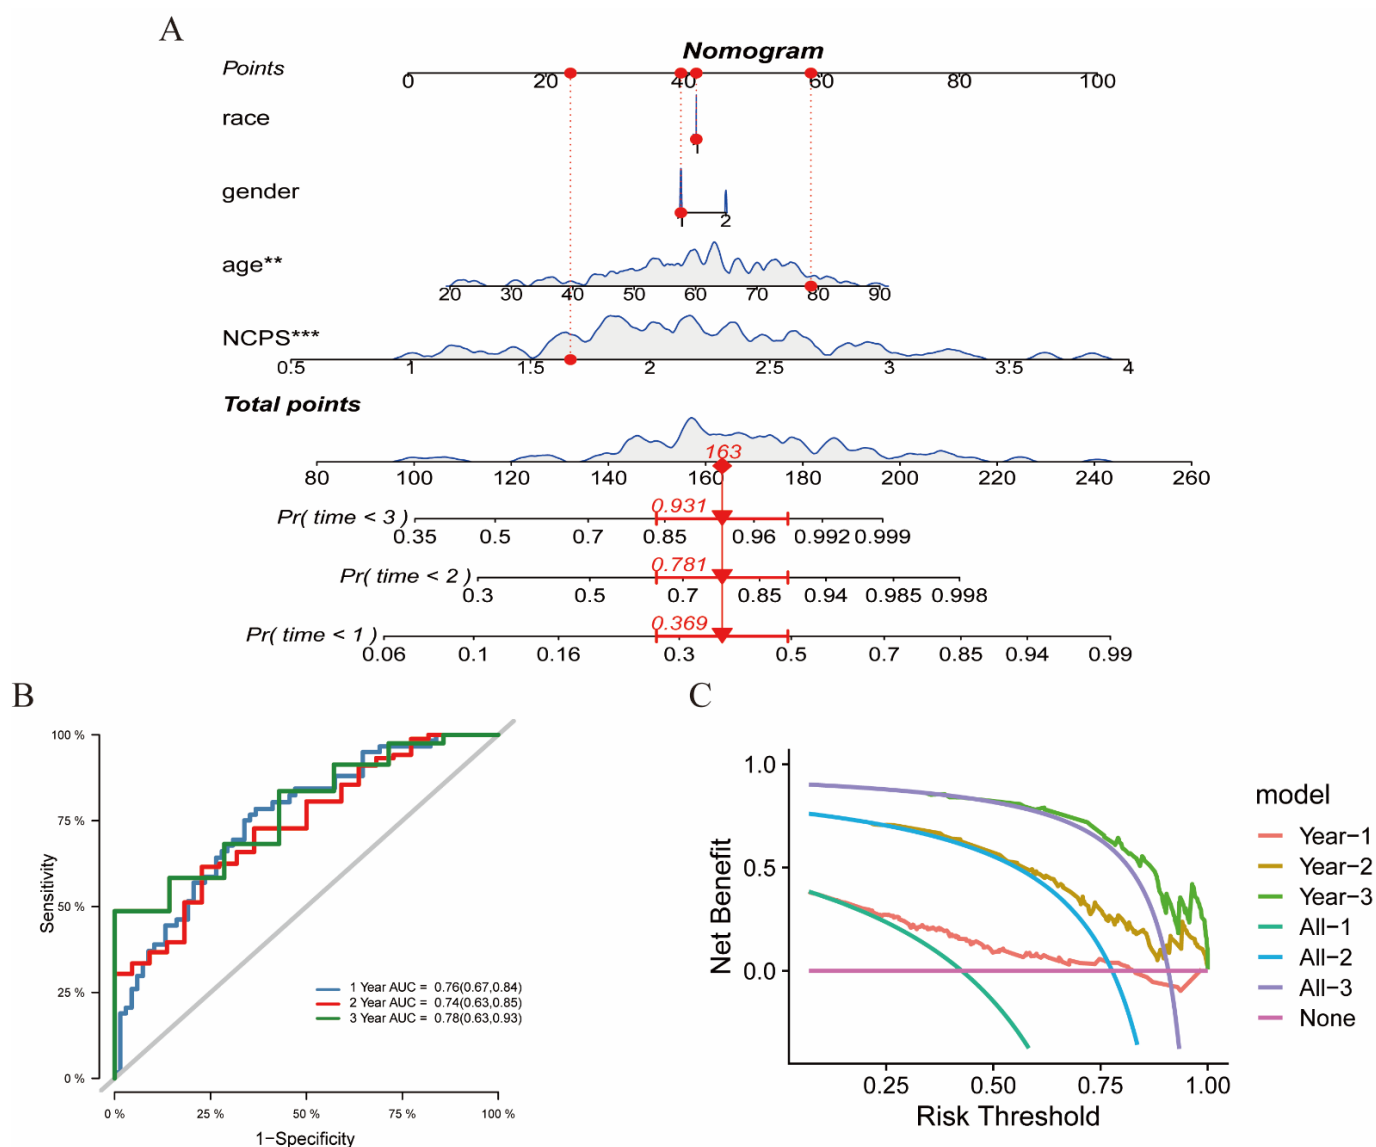 A
Nomogram
Points
0 20 40 60 80 100
race
gender
2
age**
20 30 40 50 60 70 80 90
NCPS***
0.5 1 1.5 2 2.5 3 3.5 4
Total points
163
80 100 120 140 160 180 200 220 240 260
0.931
Pr( time < 3 )
0.35 0.5 0.7 0.85 0.96 0.992 0.999
0.781
Pr( time < 2 )
0.3 0.5 0.7 0.85 0.94 0.985 0.998
0.369
Pr( time < 1 )
0.06 0.1 0.16 0.3 0.5 0.7 0.85 0.94 0.99
B
100 %
75 %
50 %
25 %
0 %
Sensitivity
1 Year AUC = 0.76(0.67,0.84)
2 Year AUC = 0.74(0.63,0.85)
3 Year AUC = 0.78(0.63,0.93)
0 % 25 % 50 % 75 % 100 %
1−Specificity
C
1.0
0.5
0.0
Net Benefit
0.25 0.50 0.75 1.00
Risk Threshold
model
Year−1
Year−2
Year−3
All−1
All−2
All−3
None